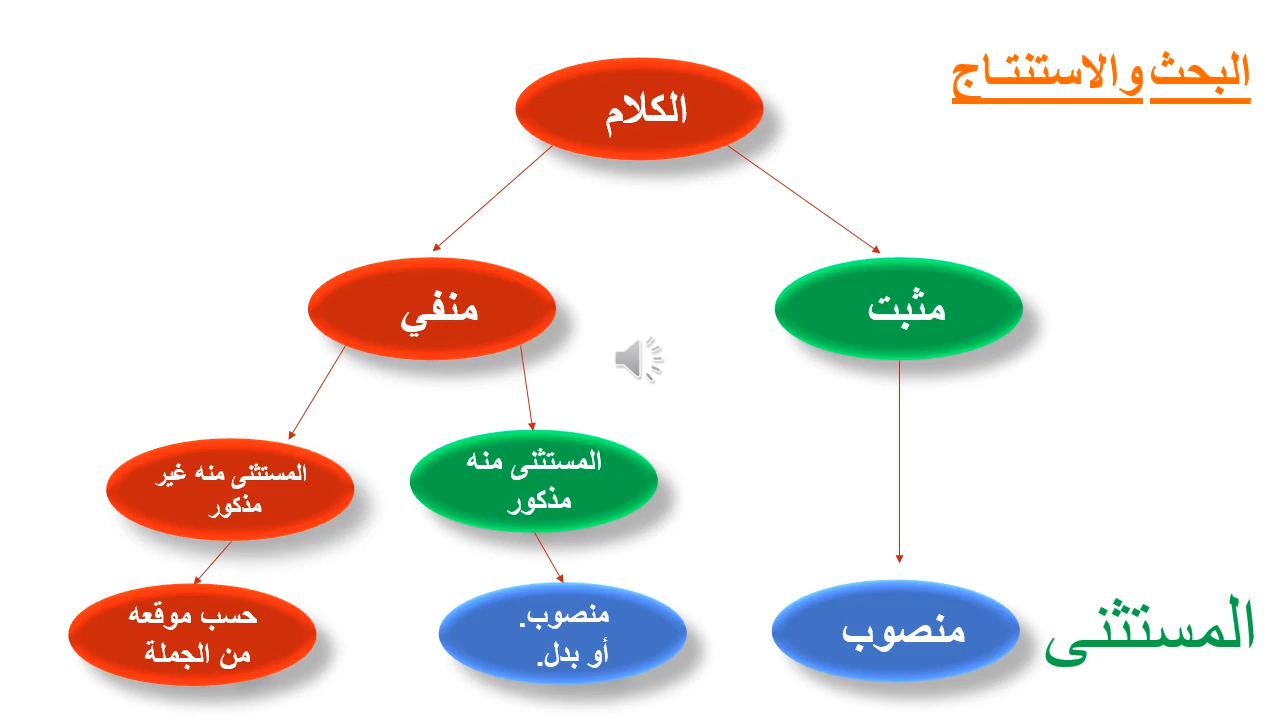 البحث والاستنتاج
الكلام
مثبت
منفي
المستثنى منه
مذكور
المستثنى منه غير
مذكور
المستثنى
منصوب
منصوب.
أو بدل.
حسب موقعه
من الجملة